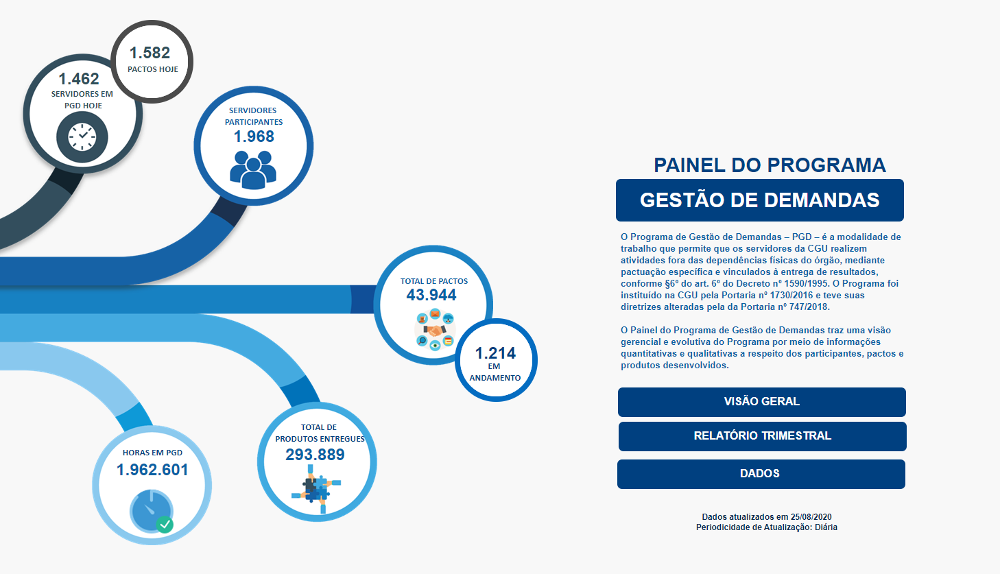 1.582
PACTOS HOJE
1.462
SERVIDORES EM
PGD HOJE
SERVIDORES
PARTICIPANTES
1.968
TOTAL DE PACTOS
43.944
1.214
EM
ANDAMENTO
TOTAL DE
PRODUTOS ENTREGUES
293.889
HORAS EM PGD
1.962.601
PAINEL DO PROGRAMA
GESTÃO DE DEMANDAS
O Programa de Gestão de Demandas – PGD – é a modalidade de
trabalho que permite que os servidores da CGU realizem
atividades fora das dependências físicas do órgão, mediante
pactuação específica e vinculados à entrega de resultados,
conforme §6º do art. 6º do Decreto nº 1590/1995. O Programa foi
instituido na CGU pela Portaria nº 1730/2016 e teve suas
diretrizes alteradas pela da Portaria nº 747/2018.
O Painel do Programa de Gestão de Demandas traz uma visão
gerencial e evolutiva do Programa por meio de informações
quantitativas e qualitativas a respeito dos participantes, pactos e
produtos desenvolvidos.
VISÃO GERAL
RELATÓRIO TRIMESTRAL
DADOS
Dados atualizados em 25/08/2020
Periodicidade de Atualização: Diária